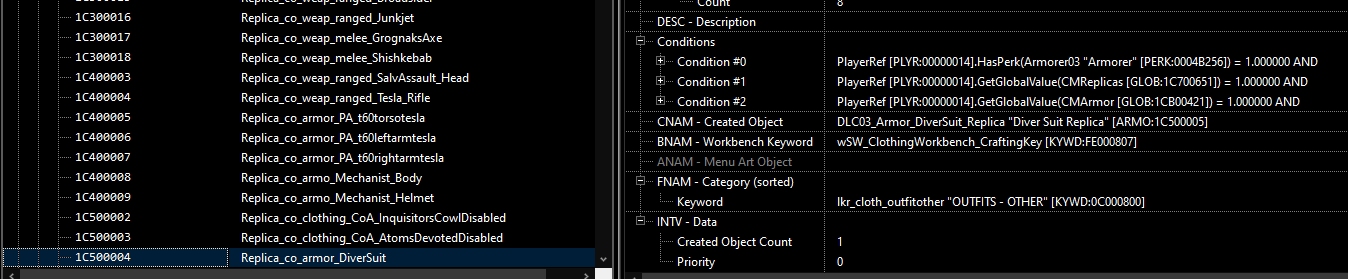 1C300016 Replica_co_weap_ranged_Junkjet
1C300017 Replica_co_weap_melee_GrognaksAxe
1C300018 Replica_co_weap_melee_Shishkebab
1C400003 Replica_co_weap_ranged_SalvAssault_Head
1C400004 Replica_co_weap_ranged_Tesla_Rifle
1C400005 Replica_co_armor_PA_t60torsotesla
1C400006 Replica_co_armor_PA_t60leftarmtesla
1C400007 Replica_co_armor_PA_t60rightarmtesla
1C400008 Replica_co_armo_Mechanist_Body
1C400009 Replica_co_armo_Mechanist_Helmet
1C500002 Replica_co_clothing_CoA_InquisitorsCowlDisabled
1C500003 Replica_co_clothing_CoA_AtomsDevotedDisabled
1C500004 Replica_co_armor_DiverSuit
Count 8
DESC - Description
Conditions
Condition #0 PlayerRef [PLYR:00000014].HasPerk(Armorer03 "Armorer" [PERK:0004B256]) = 1.000000 AND
Condition #1 PlayerRef [PLYR:00000014].GetGlobalValue(CMReplicas [GLOB:1C700651]) = 1.000000 AND
Condition #2 PlayerRef [PLYR:00000014].GetGlobalValue(CMArmor [GLOB:1CB00421]) = 1.000000 AND
CNAM - Created Object DLC03_Armor_DiverSuit_Replica "Diver Suit Replica" [ARMO:1C500005]
BNAM - Workbench Keyword wSW_ClothingWorkbench_CraftingKey [KYWD:FE000807]
ANAM - Menu Art Object
FNAM - Category (sorted)
Keyword lkr_cloth_outfitother "OUTFITS - OTHER" [KYWD:0C000800]
INTV - Data
Created Object Count 1
Priority 0